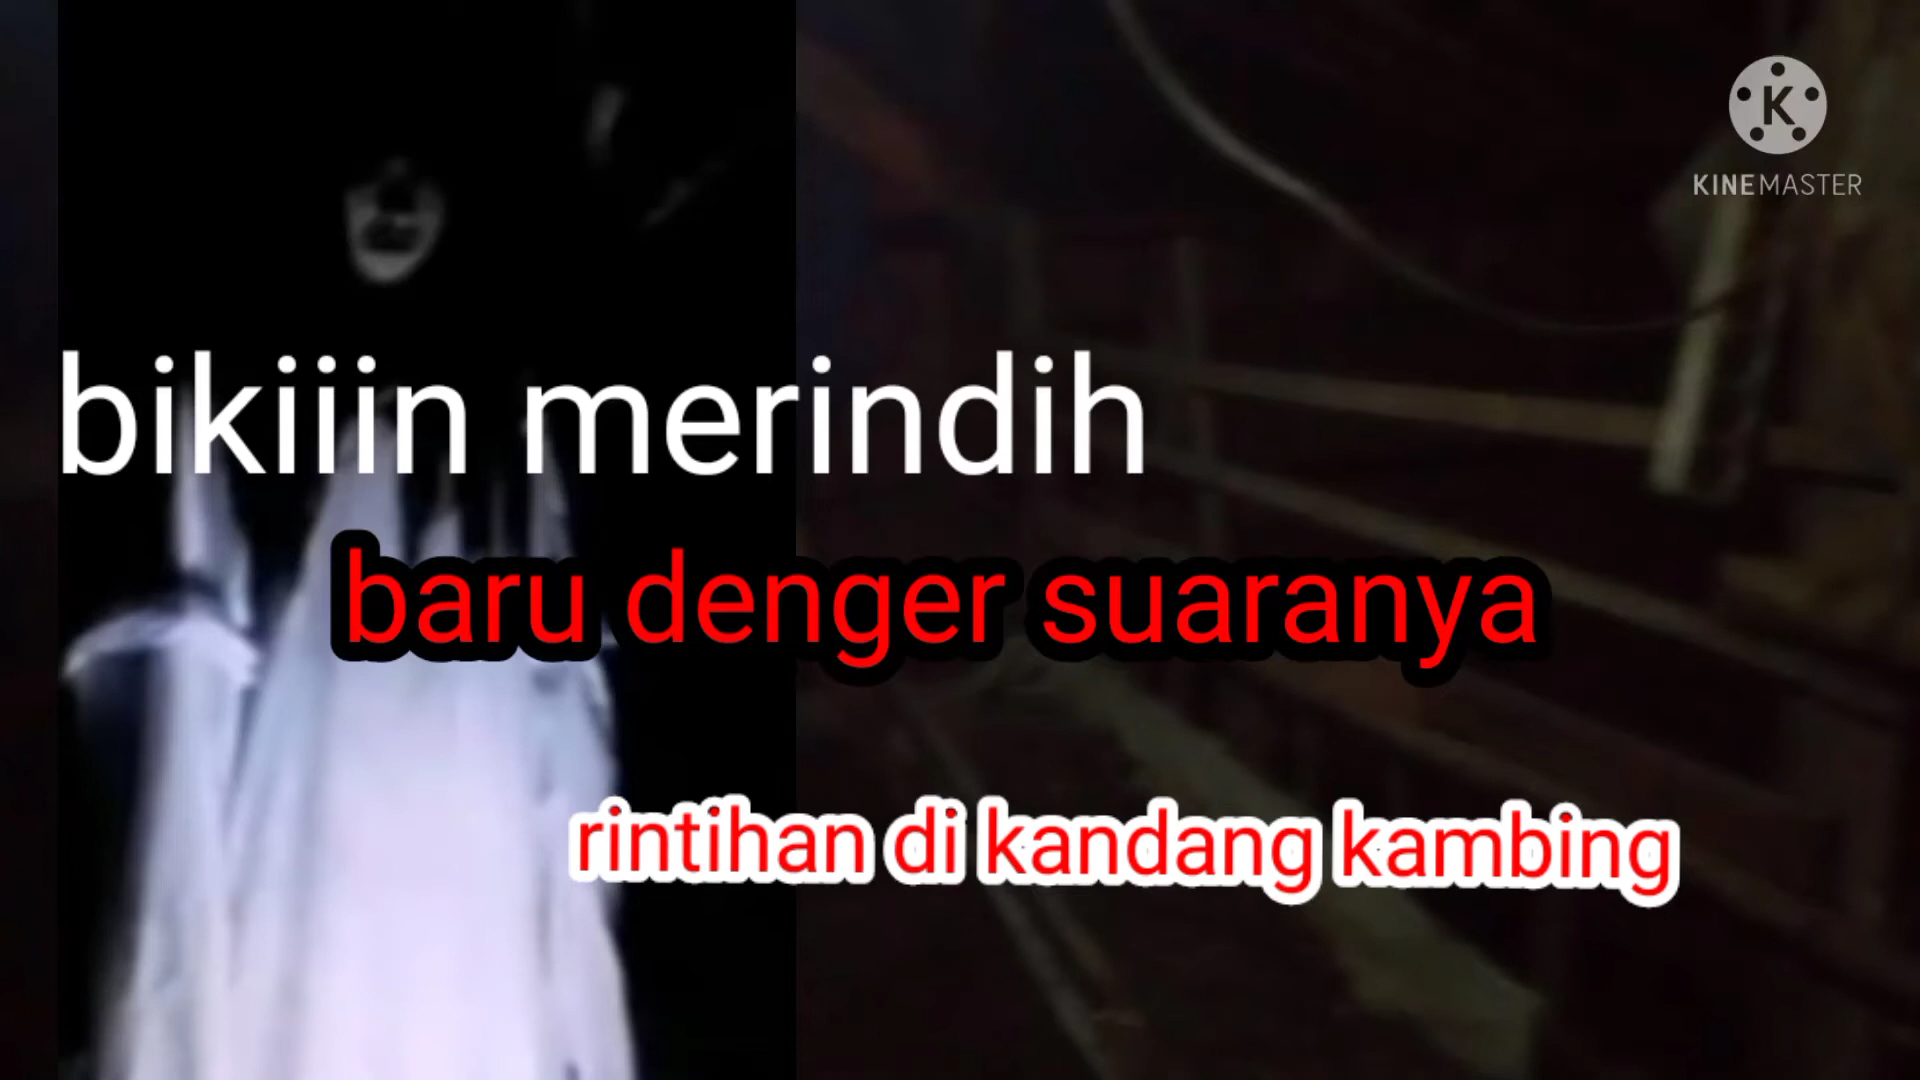 K
KINEMASTER
bikiiin merindih
baru denger suaranya
rintihan di kandang kambing